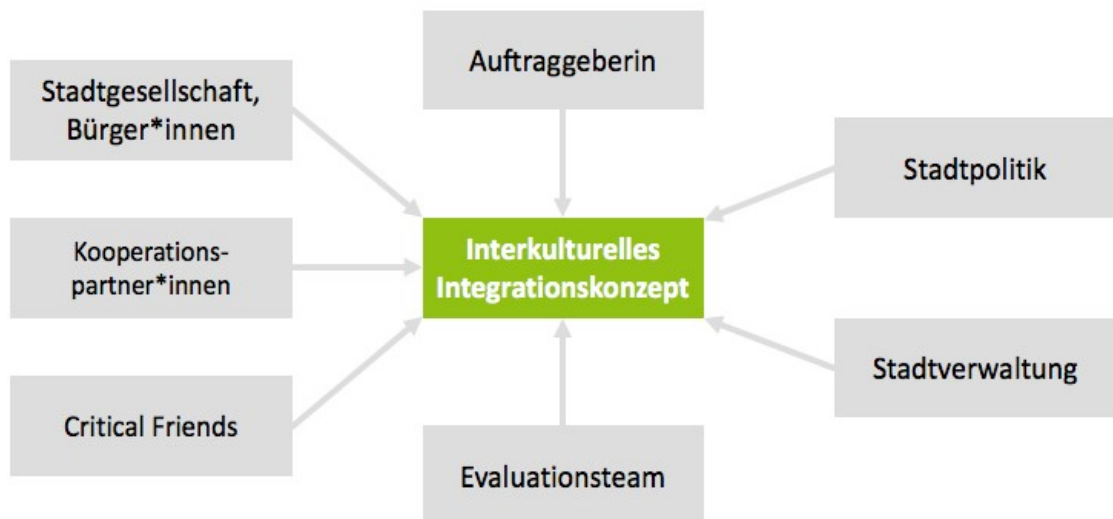 Auftraggeberin
Stadtgesellschaft,
Bürger*innen
Stadtpolitik
Kooperations-
partner*innen
Interkulturelles
Integrationskonzept
Stadtverwaltung
Critical Friends
Evaluationsteam